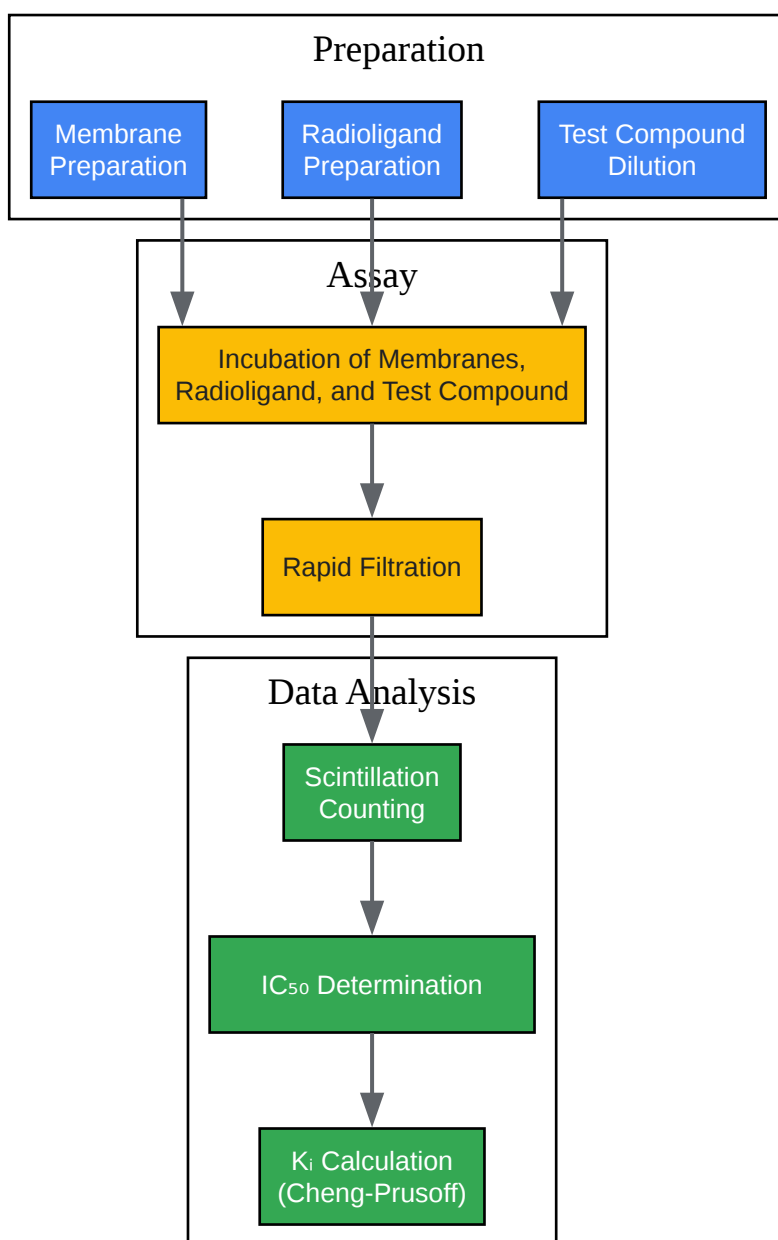 Preparation
Membrane
Preparation
Radioligand
Preparation
Test Compound
Dilution
Assay
Incubation of Membranes,
Radioligand, and Test Compound
Rapid Filtration
Data Analysis
Scintillation
Counting
IC₅₀ Determination
Kᵢ Calculation
(Cheng-Prusoff)